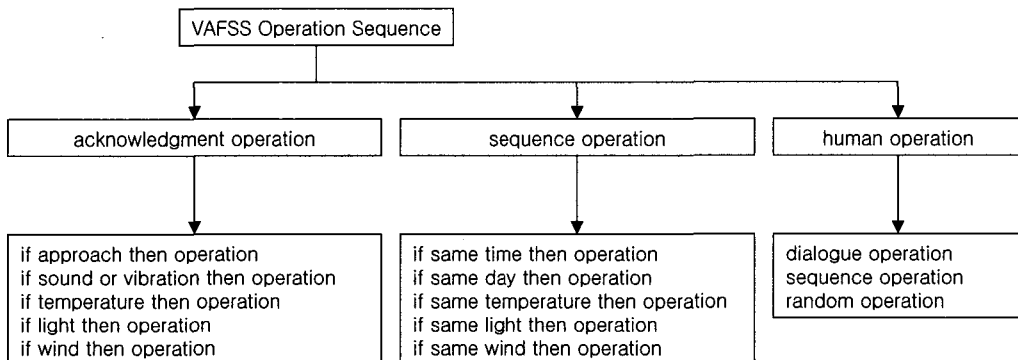 VAFSS Operation Sequence
acknowledgment operation
sequence operation
human operation
if approach then operation
if sound or vibration then operation
if temperature then operation
if light then operation
if wind then operation
if same time then operation
if same day then operation
if same temperature then operation
if same light then operation
if same wind then operation
dialogue operation
sequence operation
random operation